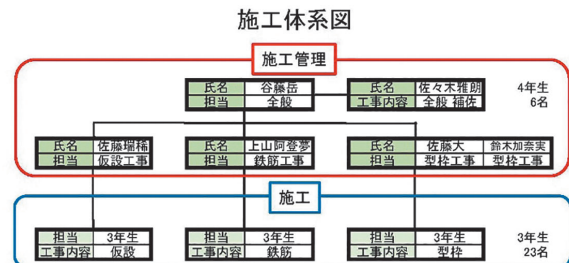 施工体系図
施工管理
氏名 谷藤岳 氏名 佐々木雅朗 4年生
担当 全般 工事内容 全般 補佐 6名
氏名 佐藤瑞稀 氏名 上山阿登夢 氏名 佐藤大 鈴木加奈実
担当 仮設工事 担当 鉄筋工事 担当 型枠工事 型枠工事
施工
担当 3年生 担当 3年生 担当 3年生 3年生
工事内容 仮設 工事内容 鉄筋 工事内容 型枠 23名